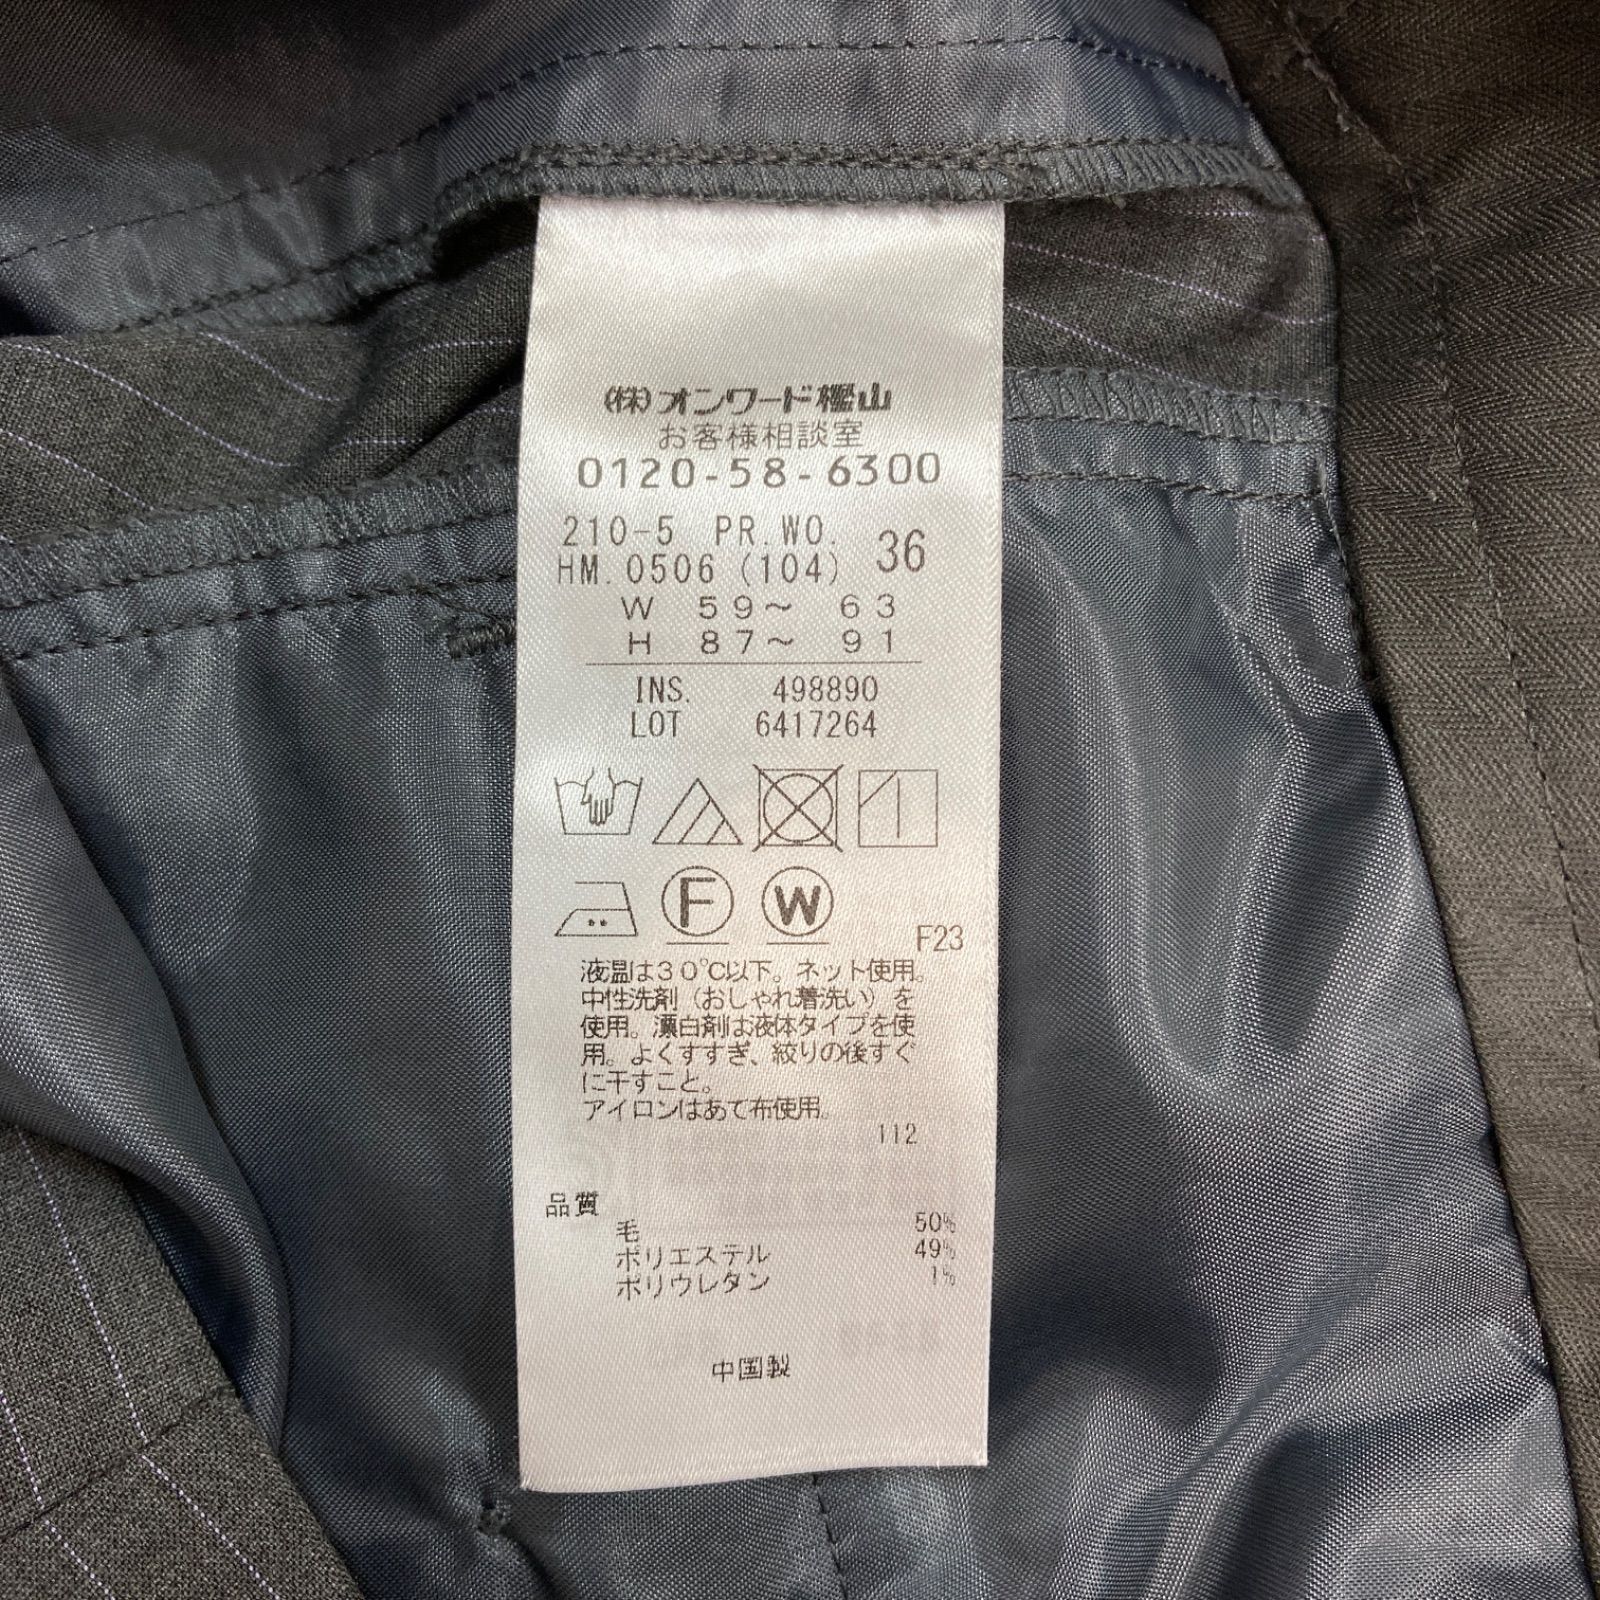 (株)オンワード樫山
お客様相談室
0120-58-6300
210-5 PR.WO. 36
HM.0506(104)
W 59～ 63
H 87～ 91
INS. 498890
LOT 6417264
F
W
F23
液温は30℃以下。ネット使用。
中性洗剤(おしゃれ着洗い)を
使用。漂白剤は液体タイプを使
用。よくすすぎ、絞りの後すぐ
に干すこと。
アイロンはあて布使用。
112
品質
毛 50%
ポリエステル 49%
ポリウレタン 1%
中国製